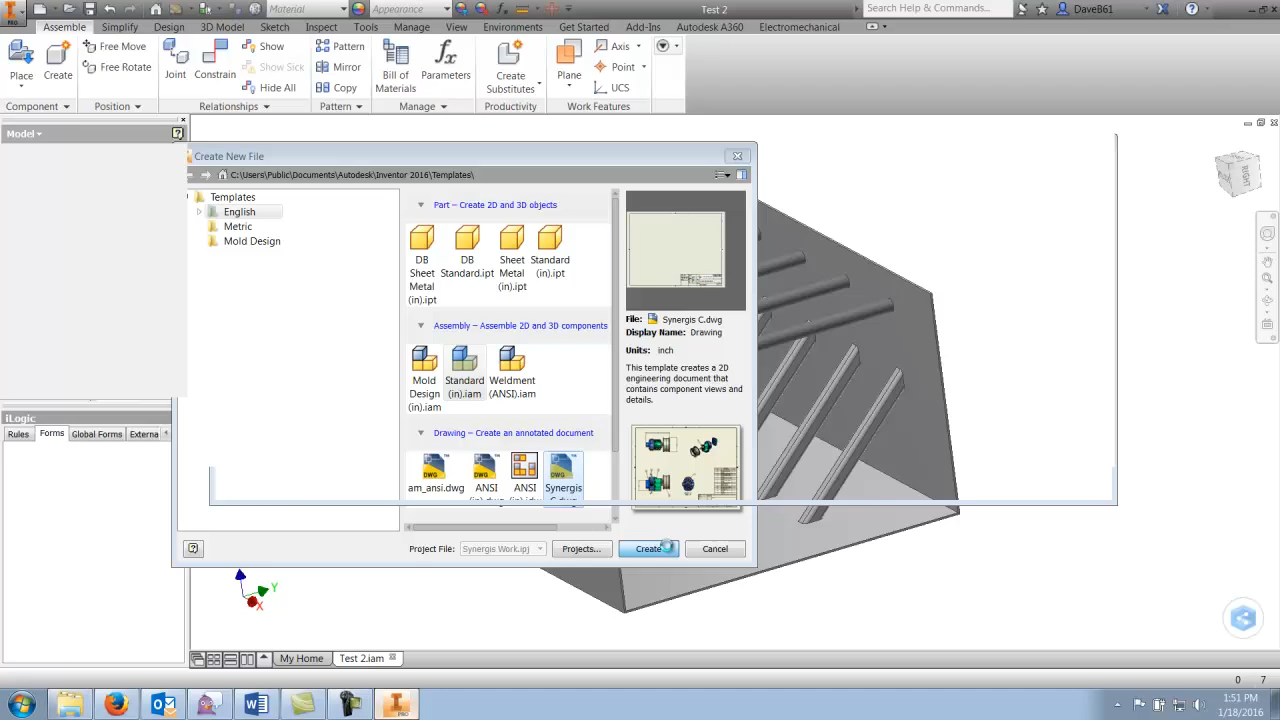 Material
Appearance
Test 2
Search Help & Commands...
DaveB61
PRO
Assembly
Simplify
Design
3D Model
Sketch
Inspect
Tools
Manage
View
Environments
Get Started
Add-Ins
Autodesk A360
Electromechanical
Place
Create
Free Move
Free Rotate
Joint
Constrain
Show
Show Sick
Hide All
Pattern
Mirror
Copy
Bill of
Materials
Parameters
Create
Substitutes
Plane
Axis
Point
UCS
Component
Position
Relationships
Pattern
Manage
Productivity
Work Features
Model
Create New File
C:\Users\Public\Documents\Autodesk\Inventor 2016\Templates\
Templates
English
Metric
Mold Design
Part – Create 2D and 3D objects
DB
Sheet
Metal
(in).ipt
DB
Standard.ipt
Sheet
Metal
(in).ipt
Standard
(in).ipt
Assembly – Assemble 2D and 3D components
Mold
Design
(in).iam
Standard
(in).iam
Weldment
(ANSI).iam
Drawing – Create an annotated document
am_ansi.dwg
ANSI
ANSI
Synergis
File: Synergis C.dwg
Display Name: Drawing
Units: inch
This template creates a 2D
engineering document that
contains component views and
details.
Project File:
Synergis Work.ipj
Projects...
Create
Cancel
iLogic
Rules
Forms
Global Forms
Externa
Z
Y
X
My Home
Test 2.iam
0
7
1:51 PM
1/18/2016